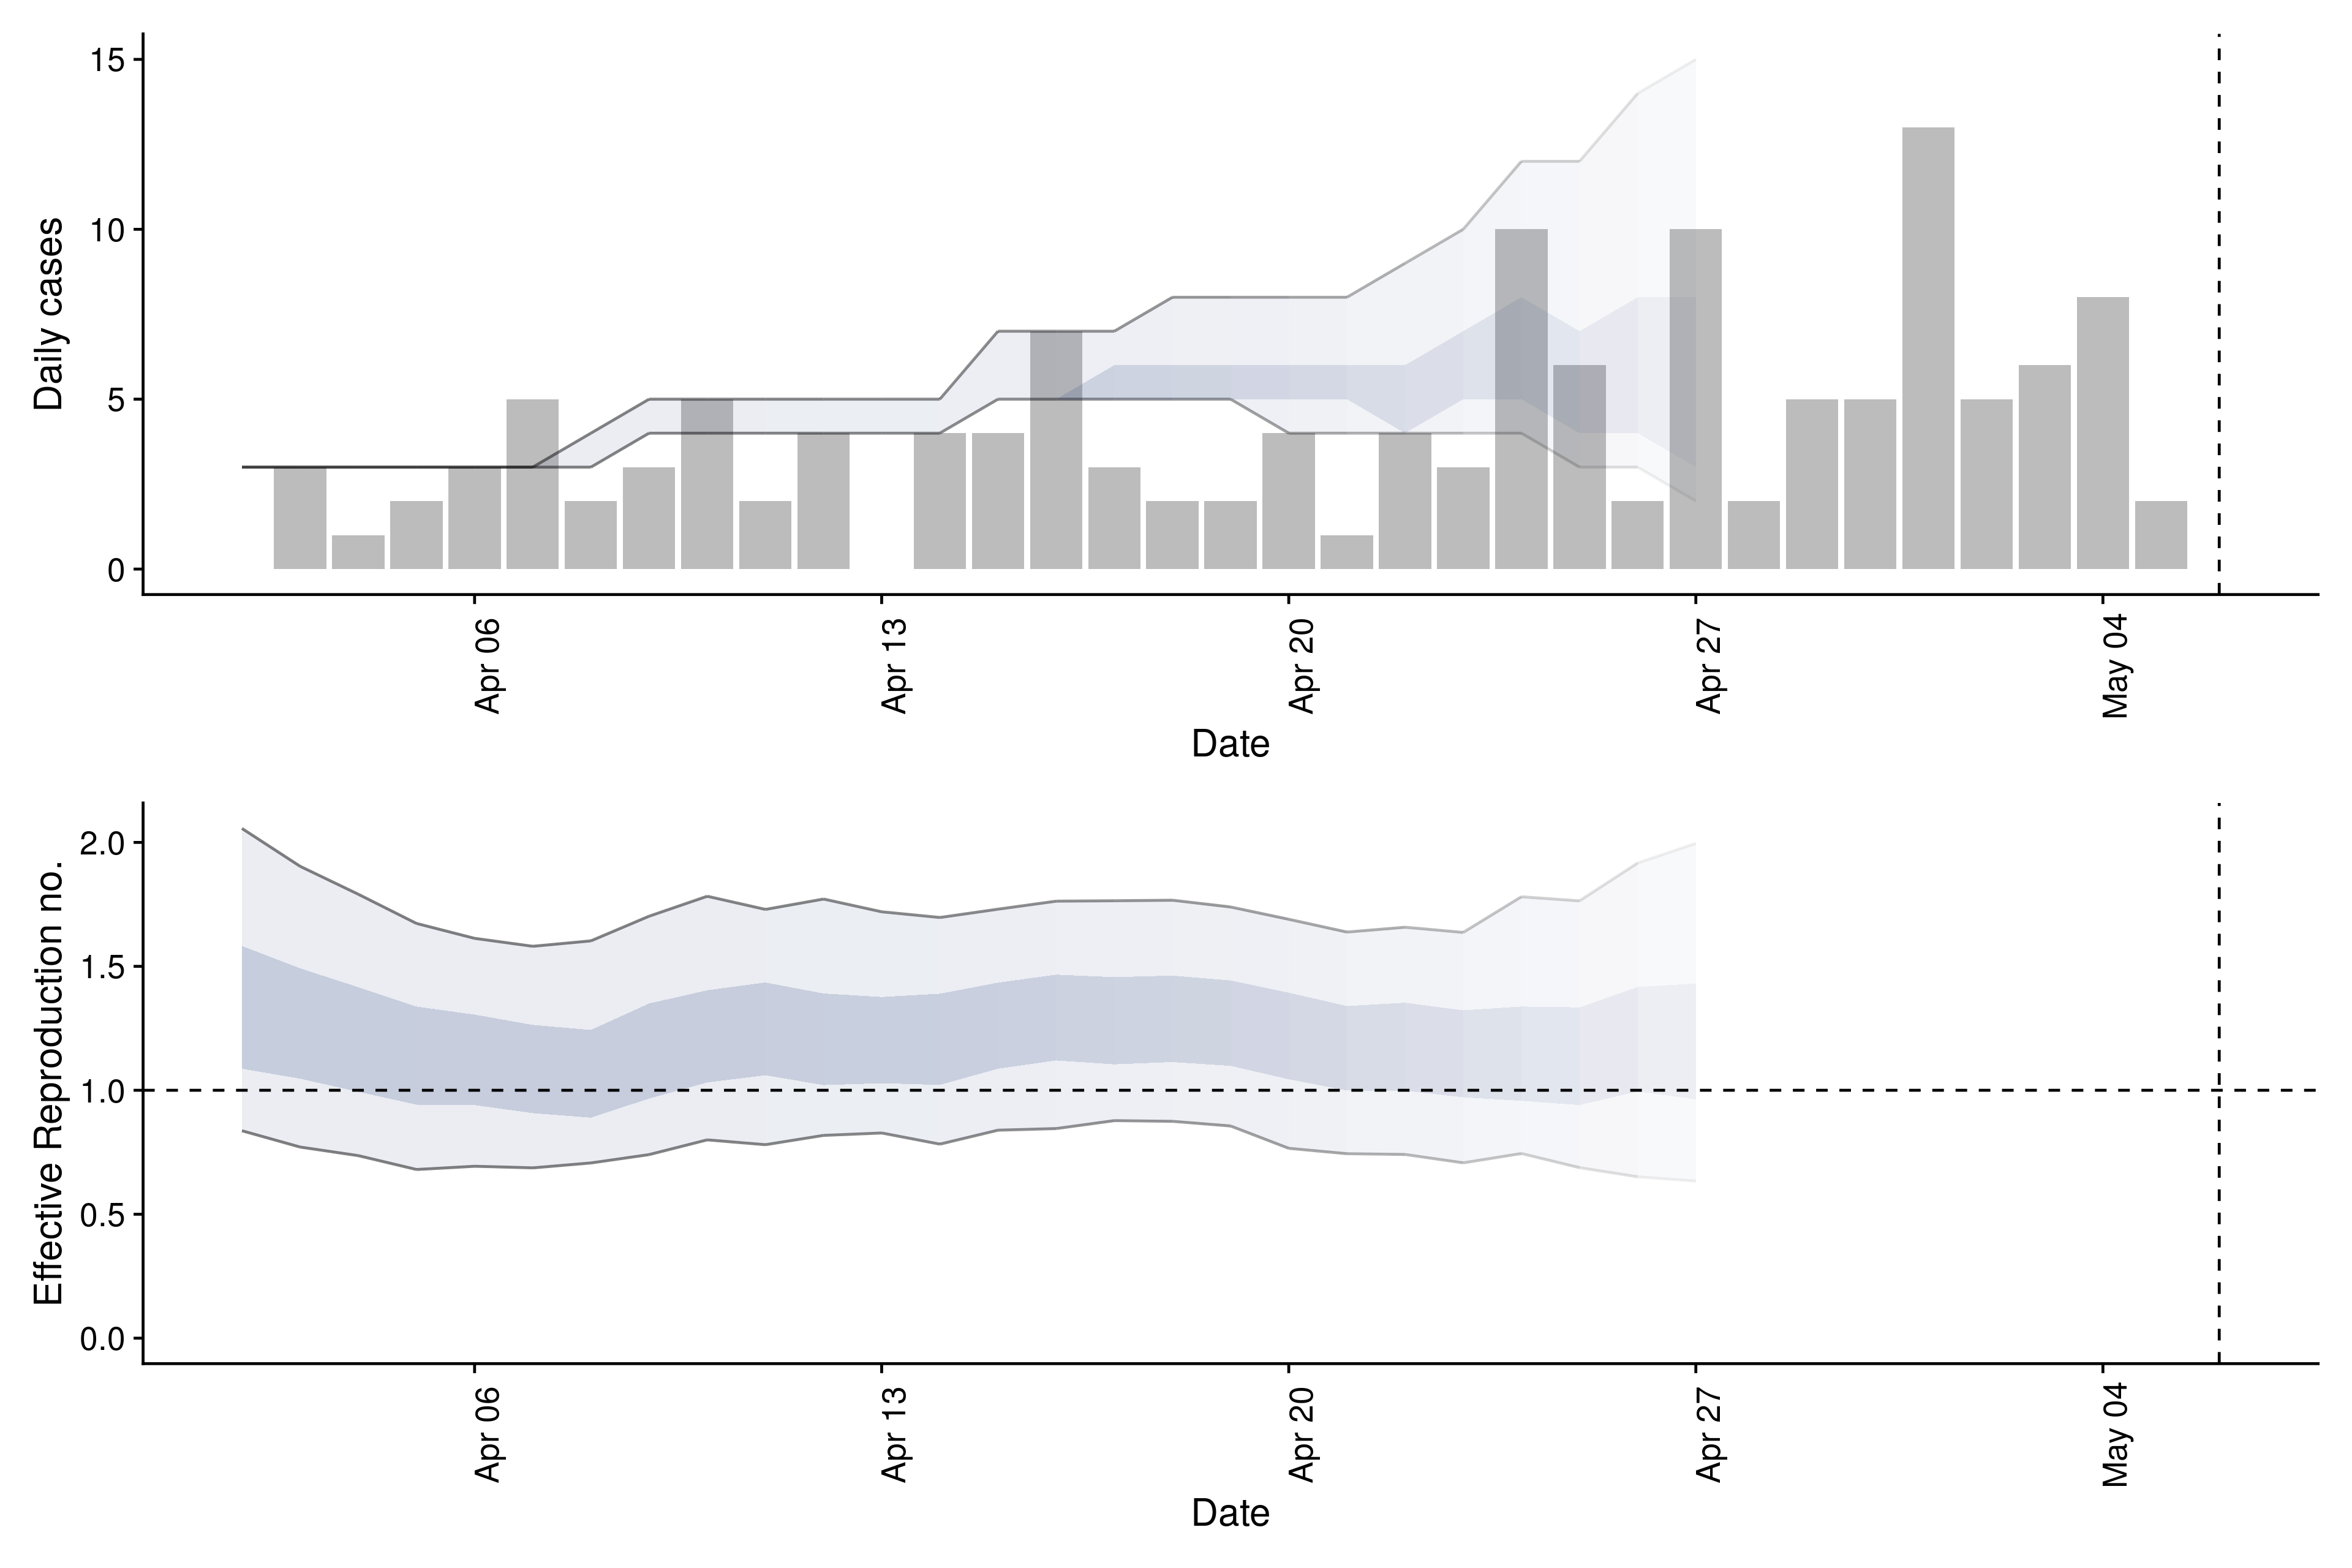 Daily cases
15
10
5
0
Apr 06
Apr 13
Apr 20
Apr 27
May 04
Date
Effective Reproduction no.
2.0
1.5
1.0
0.5
0.0
Apr 06
Apr 13
Apr 20
Apr 27
May 04
Date